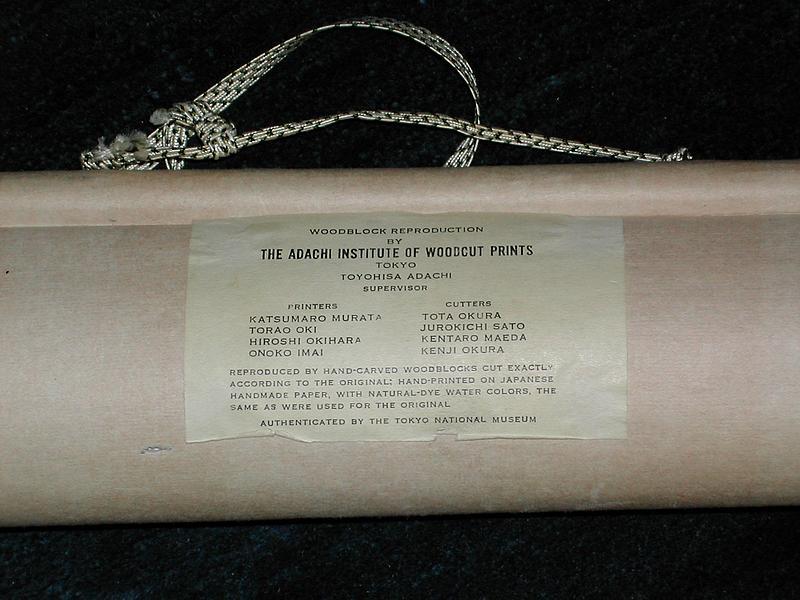 WOODBLOCK REPRODUCTION
BY
THE ADACHI INSTITUTE OF WOODCUT PRINTS
TOKYO
TOYOHISA ADACHI
SUPERVISOR
PRINTERS CUTTERS
KATSUMARO MURATA TOTA OKURA
TORAO OKI JUROKICHI SATO
HIROSHI OKIHARA KENTARO MAEDA
ONOKO IMAI KENJI OKURA
REPRODUCED BY HAND-CARVED WOODBLOCKS CUT EXACTLY
ACCORDING TO THE ORIGINAL; HAND-PRINTED ON JAPANESE
HANDMADE PAPER, WITH NATURAL-DYE WATER COLORS, THE
SAME AS WERE USED FOR THE ORIGINAL
AUTHENTICATED BY THE TOKYO NATIONAL MUSEUM